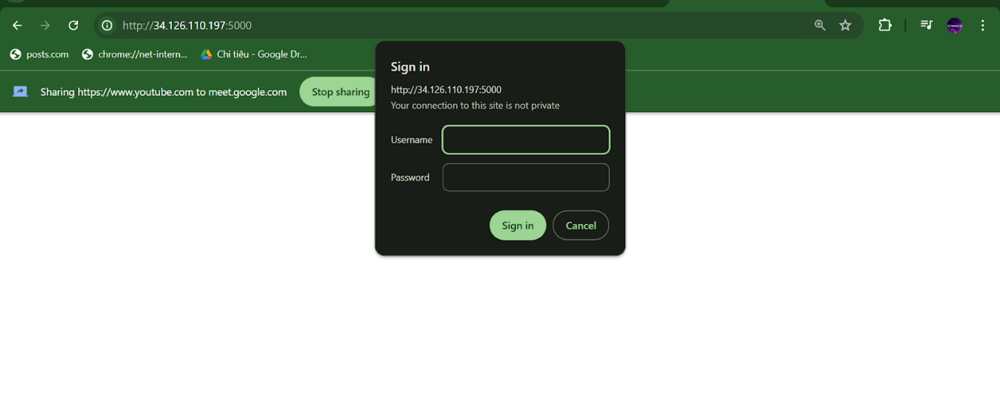 http://34.126.110.197:5000
posts.com chrome://net-intern... Chi tiêu - Google Dr...
Sharing https://www.youtube.com to meet.google.com Stop sharing
Sign in
http://34.126.110.197:5000
Your connection to this site is not private
Username
Password
Sign in Cancel